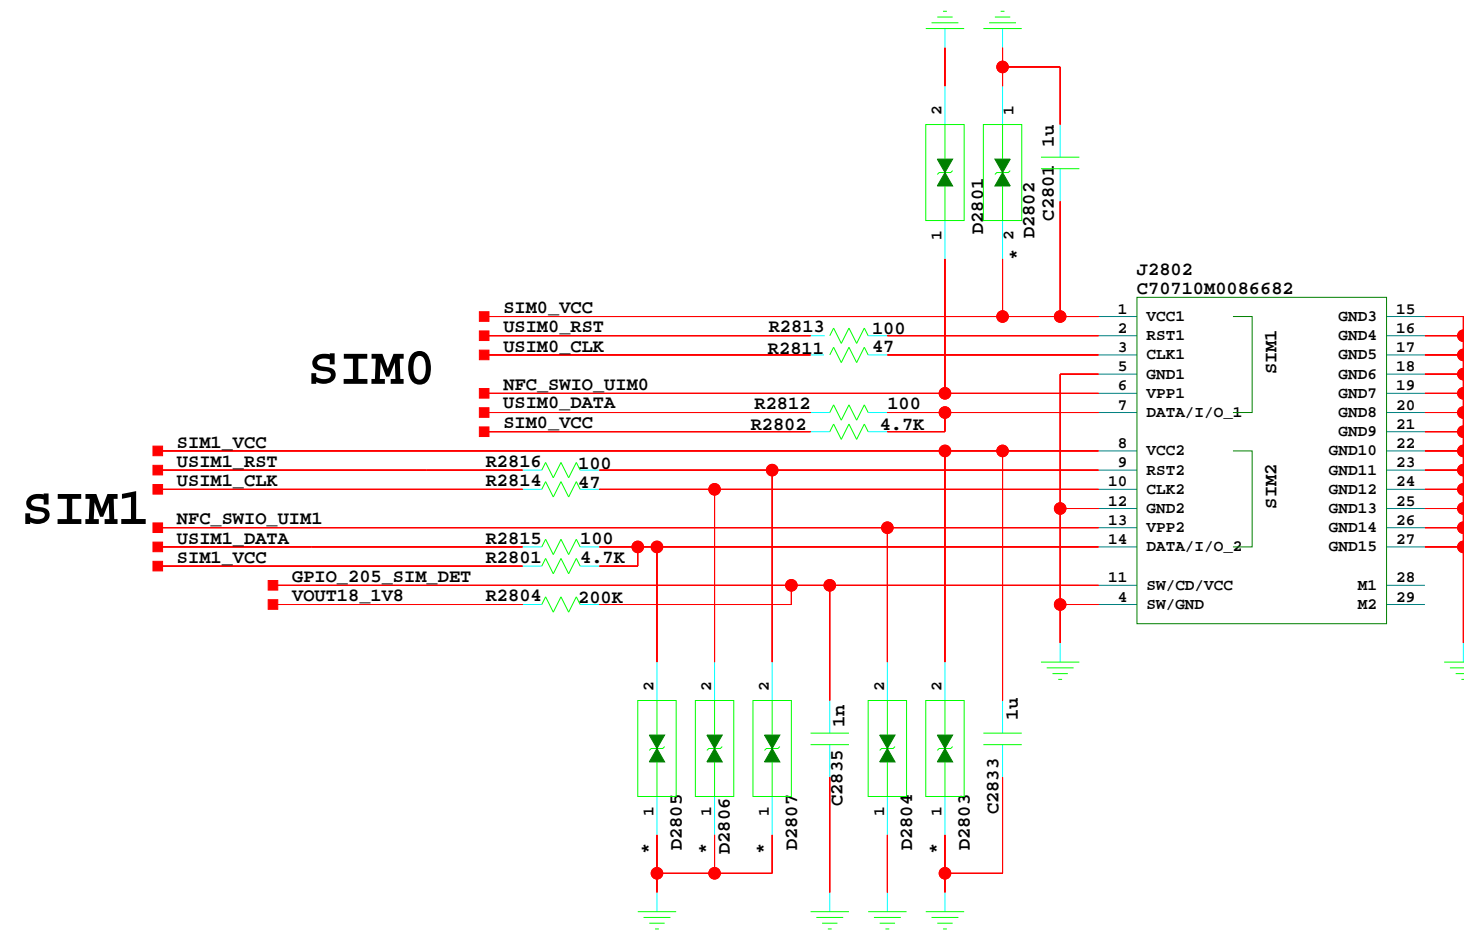 2
1
1u
D2801
D2802
C2801
1
2
*
J2802
C70710M0086682
SIM0
SIM0_VCC
1
VCC1
GND3
15
USIM0_RST
R2813
100
2
RST1
GND4
16
USIM0_CLK
R2811
47
3
CLK1
GND5
17
SIM1
5
GND1
GND6
18
NFC_SWIO_UIM0
6
VPP1
GND7
19
USIM0_DATA
R2812
100
7
DATA/I/O_1
GND8
20
SIM0_VCC
R2802
4.7K
GND9
21
SIM1
SIM1_VCC
8
VCC2
GND10
22
USIM1_RST
R2816
100
9
RST2
GND11
23
USIM1_CLK
R2814
47
10
CLK2
GND12
24
SIM2
12
GND2
GND13
25
NFC_SWIO_UIM1
13
VPP2
GND14
26
USIM1_DATA
R2815
100
14
DATA/I/O_2
GND15
27
SIM1_VCC
R2801
4.7K
GPIO_205_SIM_DET
11
SW/CD/VCC
M1
28
VOUT18_1V8
R2804
200K
4
SW/GND
M2
29
2
2
2
2
2
1n
1u
C2835
C2833
1
D2805
1
D2806
1
D2807
1
D2804
1
D2803
*
*
*
*